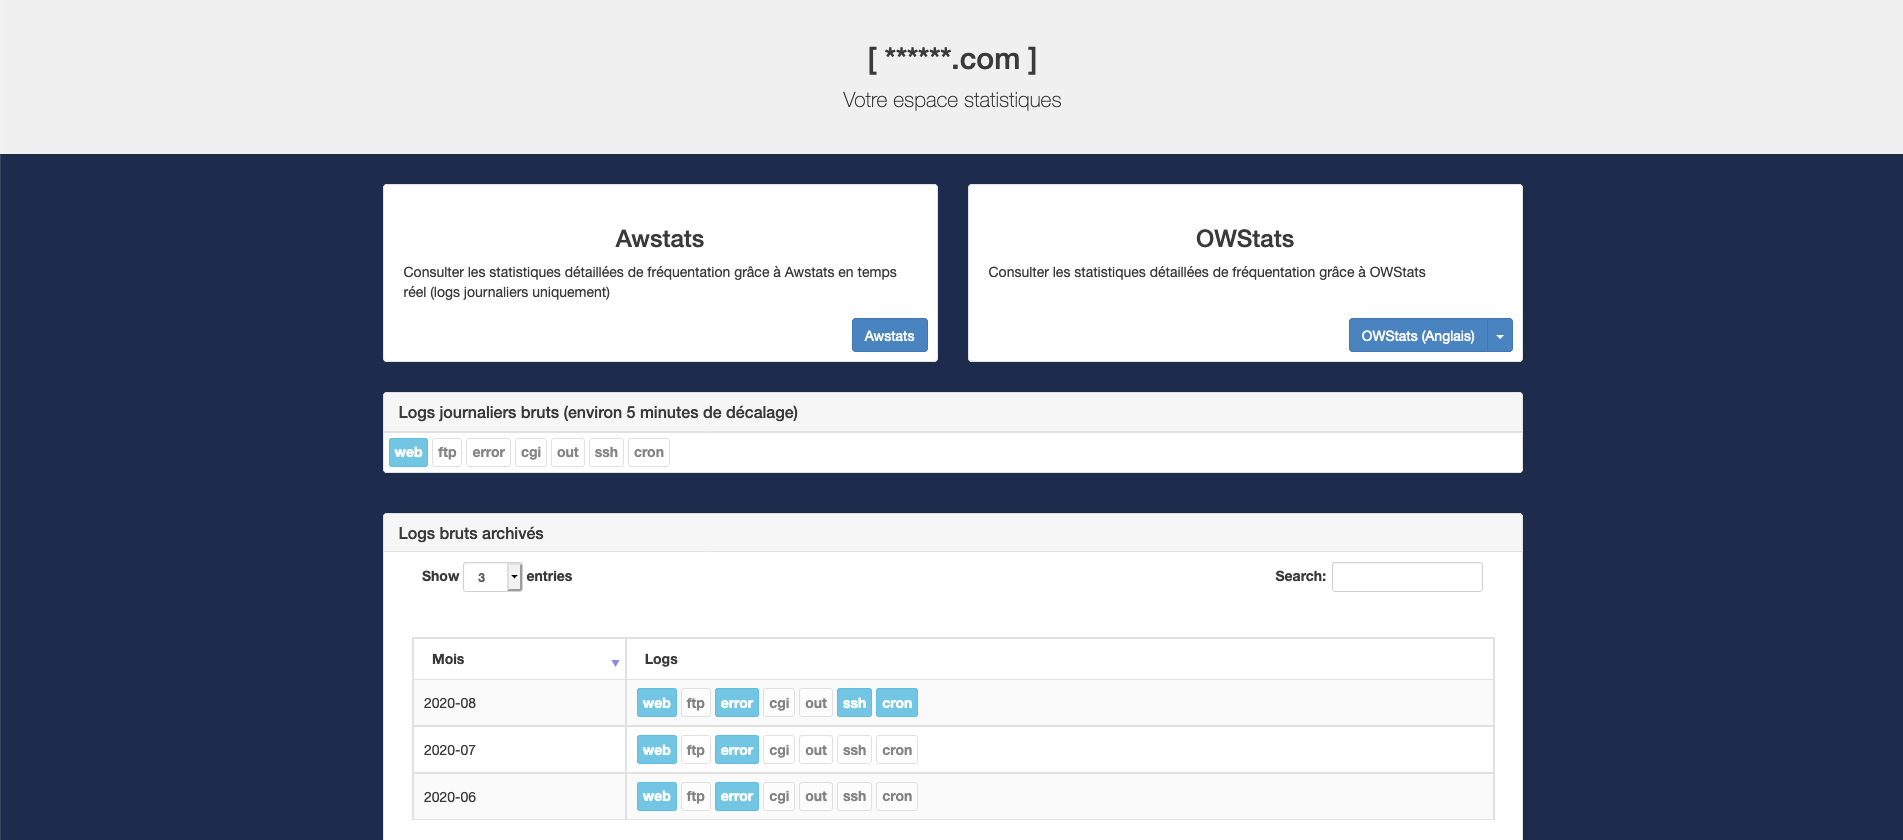 [ ******.com ]
Votre espace statistiques
Awstats
Consulter les statistiques détaillées de fréquentation grâce à Awstats en temps
réel (logs journaliers uniquement)
Awstats
OWStats
Consulter les statistiques détaillées de fréquentation grâce à OWStats
OWStats (Anglais)
Logs journaliers bruts (environ 5 minutes de décalage)
web ftp error cgi out ssh cron
Logs bruts archivés
Show 3 entries Search:
Mois Logs
2020-08 web ftp error cgi out ssh cron
2020-07 web ftp error cgi out ssh cron
2020-06 web ftp error cgi out ssh cron